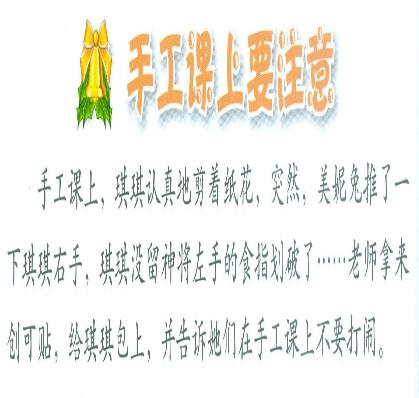 手工课上要注意
手工课上，琪琪认真地剪着纸花，突然，美妮兔推了一
下琪琪右手，琪琪没留神将左手的食指划破了……老师拿来
创可贴，给琪琪包上，并告诉她们在手工课上不要打闹。